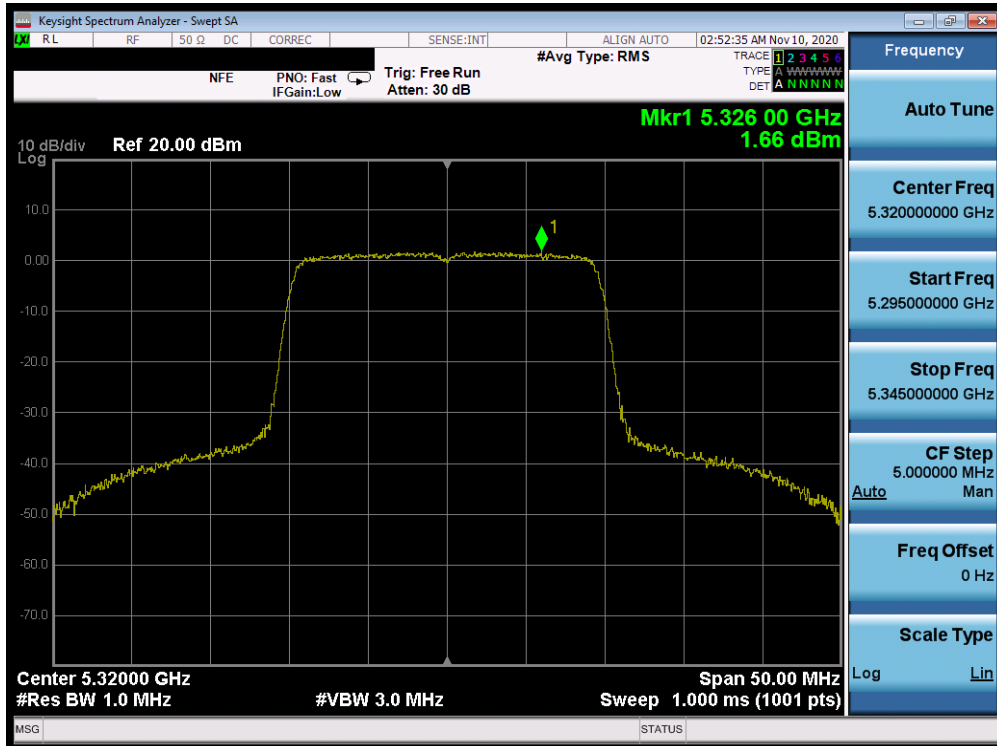 Keysight Spectrum Analyzer - Swept SA
LXI RL RF 50 Ω DC CORREC SENSE:INT ALIGN AUTO 02:52:35 AM Nov 10, 2020
NFE PNO: Fast Trig: Free Run #Avg Type: RMS TRACE 1 2 3 4 5 6
IFGain:Low Atten: 30 dB TYPE A WWWWW
DET A N N N N N
Mkr1 5.326 00 GHz
1.66 dBm
10 dB/div Ref 20.00 dBm
Log
10.0
0.00
-10.0
-20.0
-30.0
-40.0
-50.0
-60.0
-70.0
1
Center 5.32000 GHz Span 50.00 MHz
#Res BW 1.0 MHz #VBW 3.0 MHz Sweep 1.000 ms (1001 pts)
MSG STATUS
Frequency
Auto Tune
Center Freq
5.320000000 GHz
Start Freq
5.295000000 GHz
Stop Freq
5.345000000 GHz
CF Step
5.000000 MHz
Auto Man
Freq Offset
0 Hz
Scale Type
Log Lin